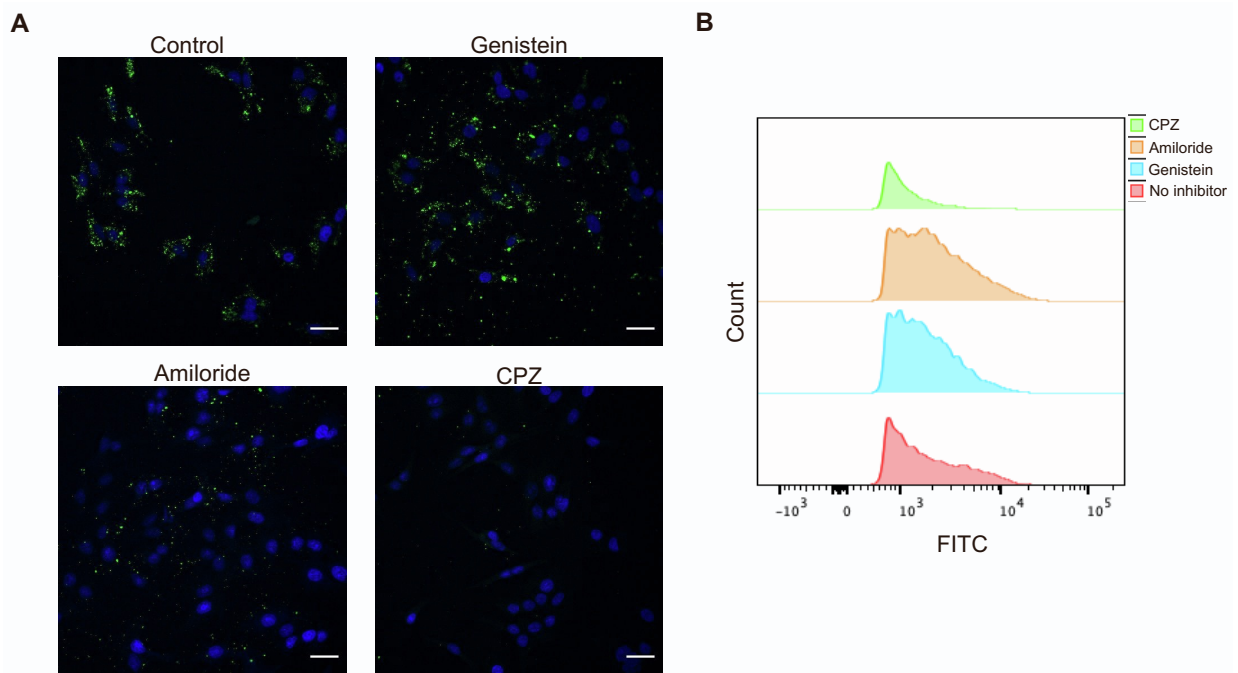 A
B
Control
Genistein
Amiloride
CPZ
CPZ
Amiloride
Genistein
No inhibitor
Count
-10³ 0 10³ 10⁴ 10⁵
FITC